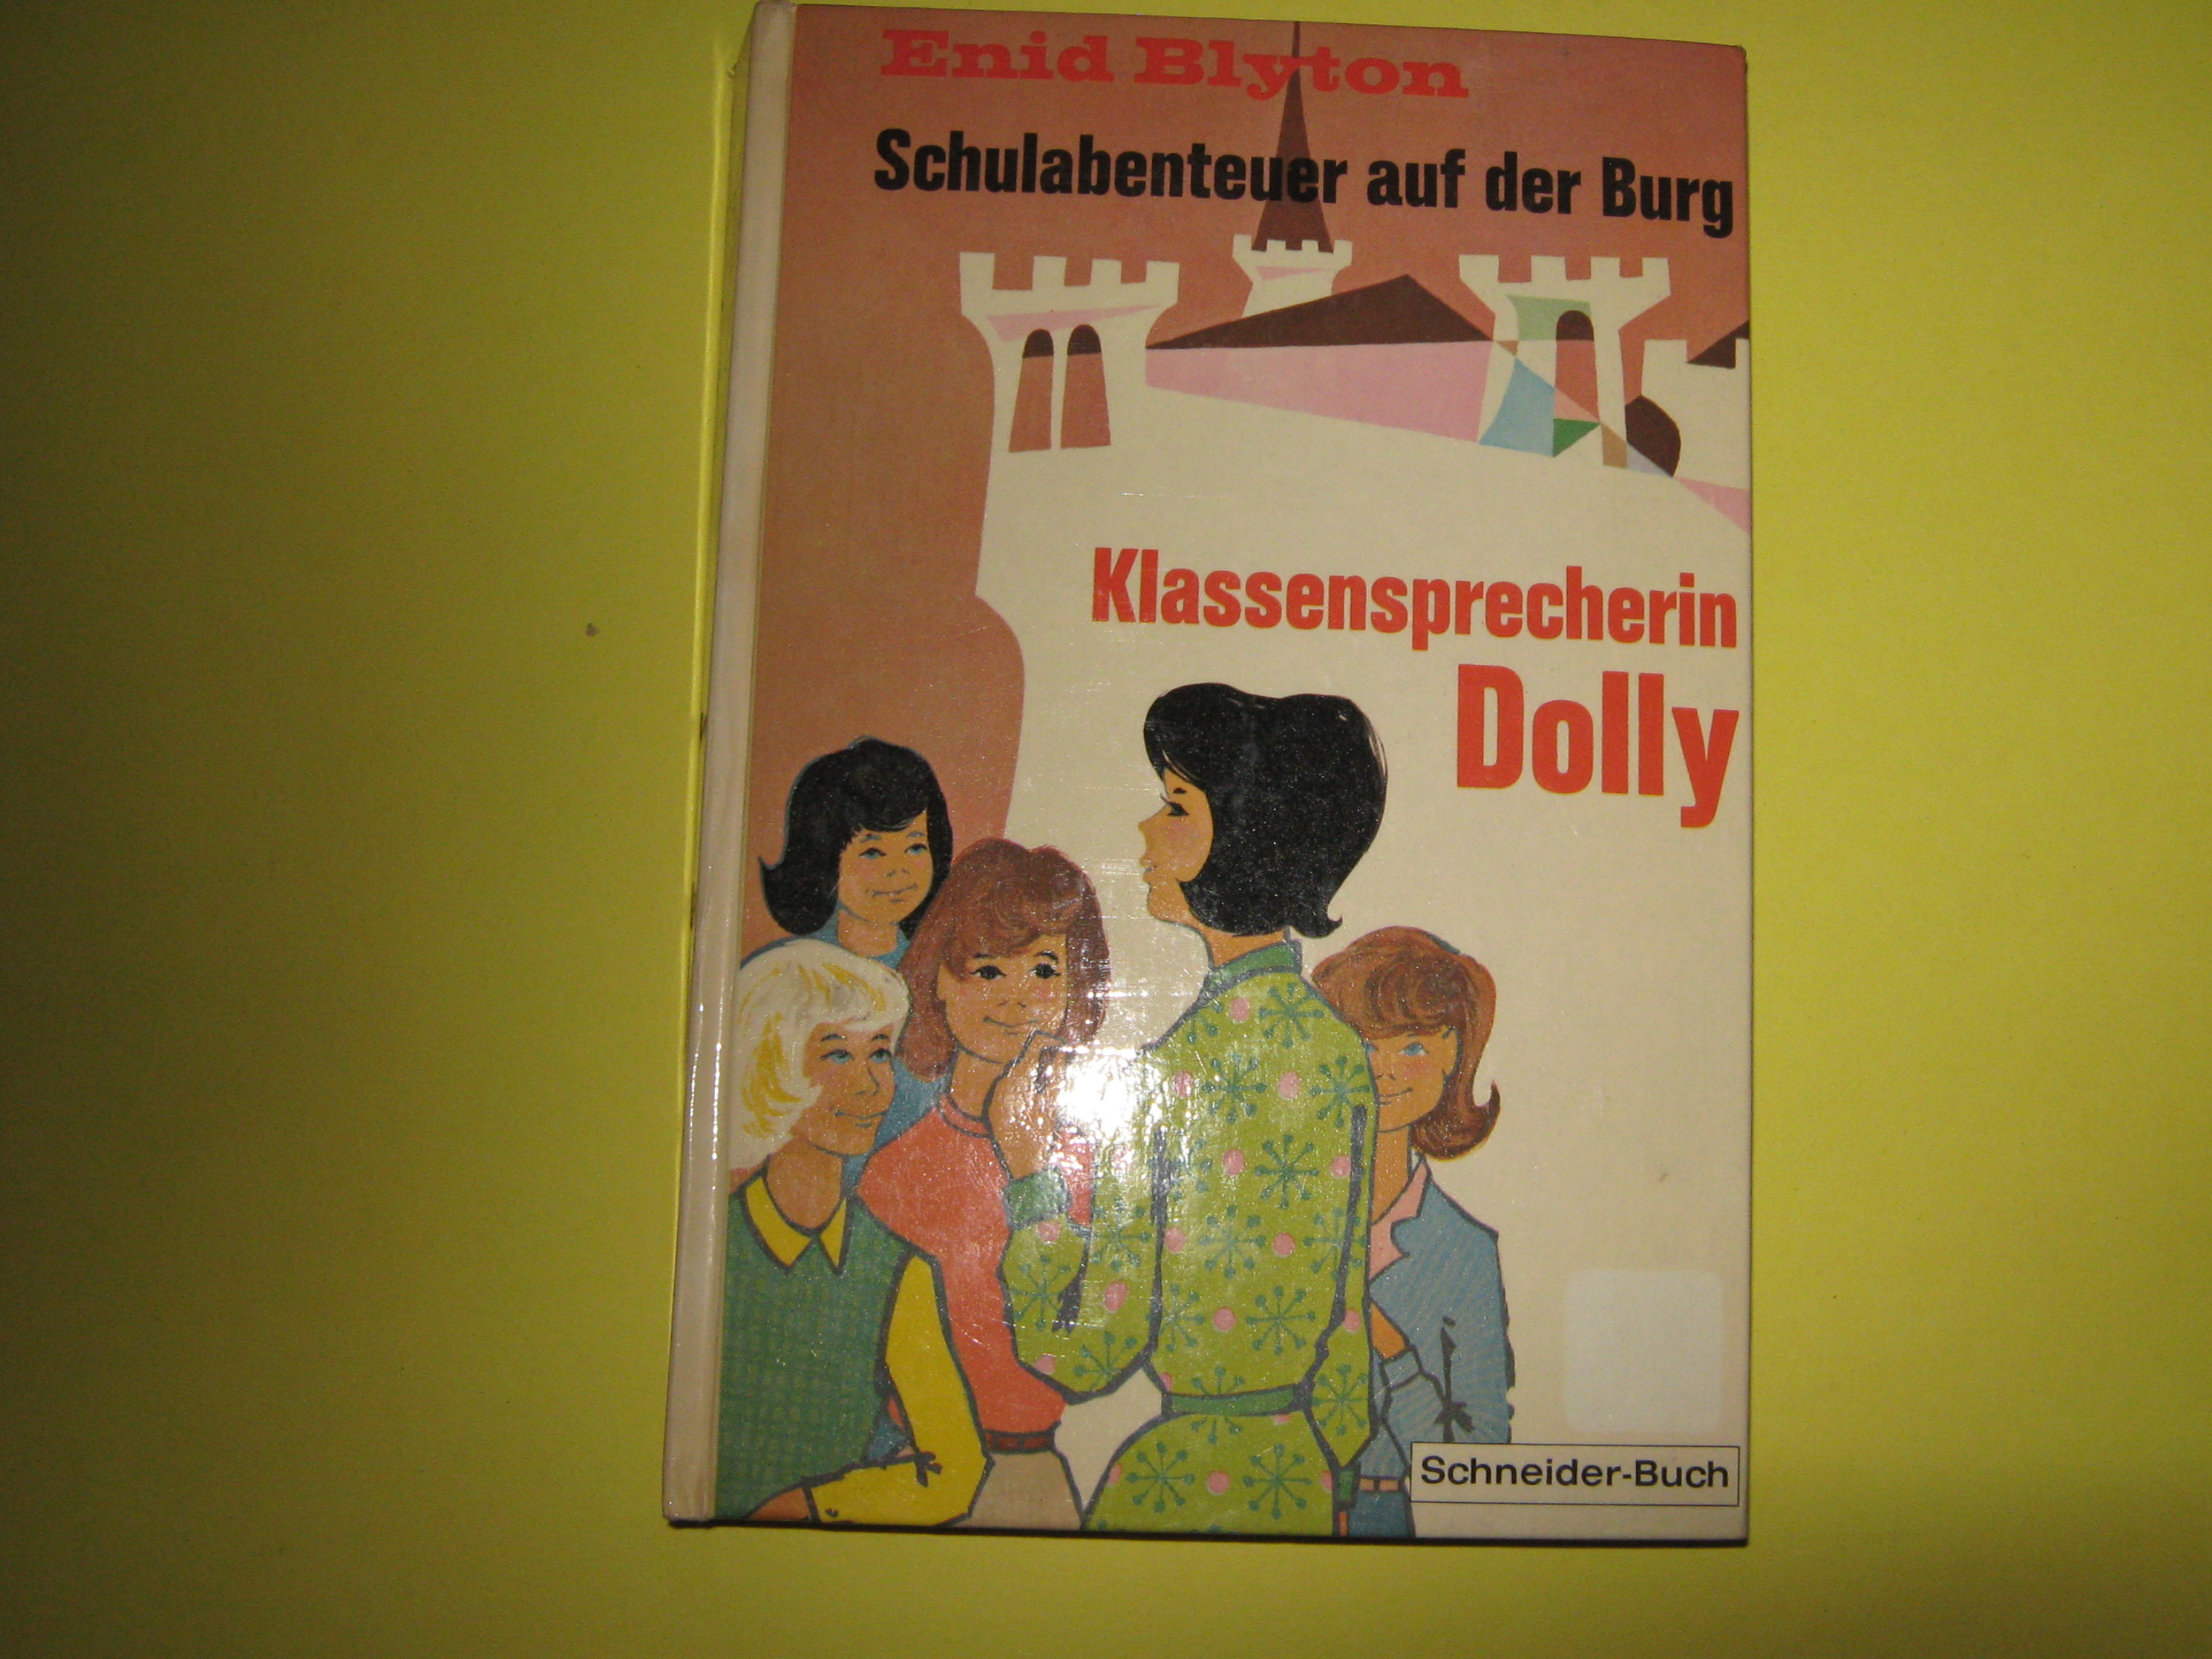 Enid Blyton
Schulabenteuer auf der Burg
Klassensprecherin
Dolly
Schneider-Buch